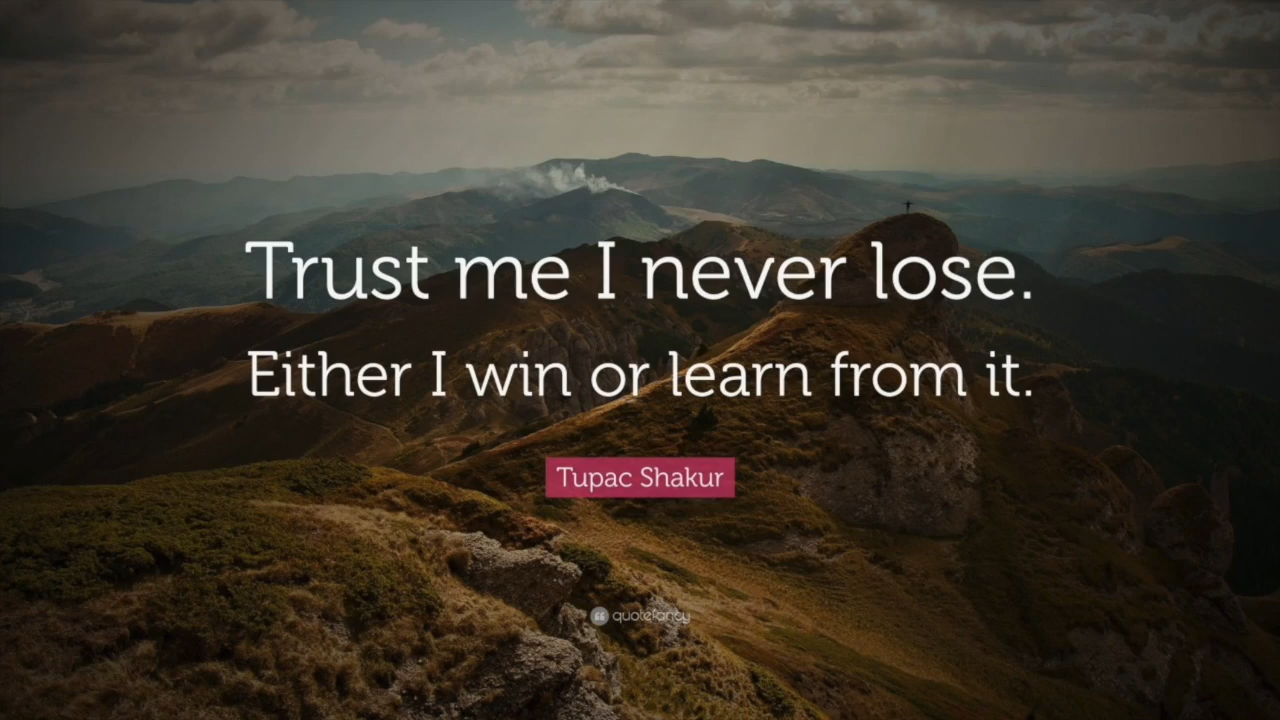 Trust me I never lose.
Either I win or learn from it.
Tupac Shakur
quotefancy